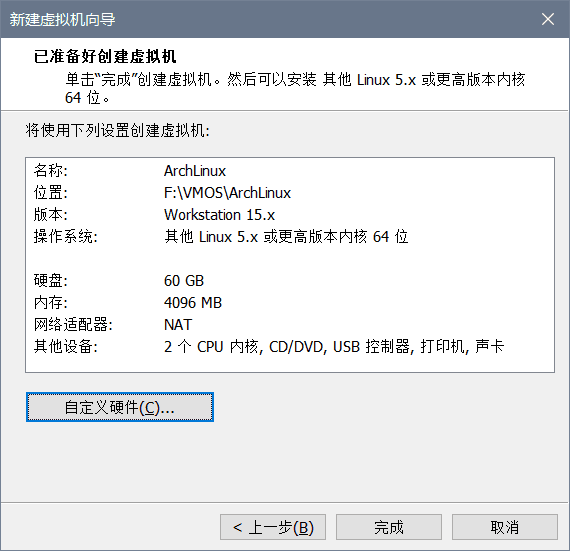 新建虚拟机向导
已准备好创建虚拟机
单击“完成”创建虚拟机。然后可以安装 其他 Linux 5.x 或更高版本内核
64 位。
将使用下列设置创建虚拟机:
名称: ArchLinux
位置: F:\VMOS\ArchLinux
版本: Workstation 15.x
操作系统: 其他 Linux 5.x 或更高版本内核 64 位
硬盘: 60 GB
内存: 4096 MB
网络适配器: NAT
其他设备: 2 个 CPU 内核, CD/DVD, USB 控制器, 打印机, 声卡
自定义硬件(C)...
< 上一步(B) 完成 取消